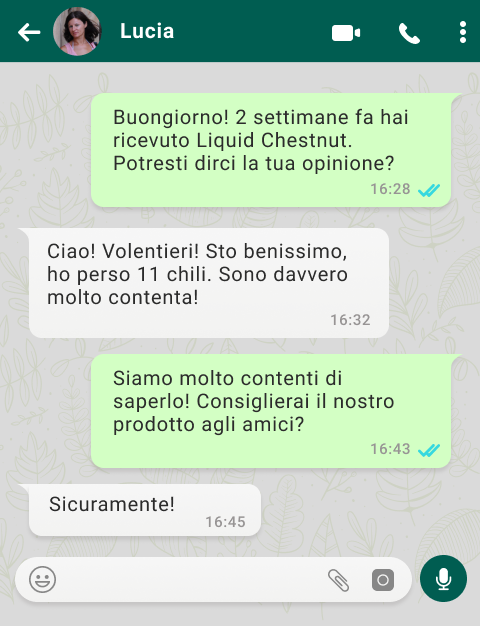 Lucia
Buongiorno! 2 settimane fa hai
ricevuto Liquid Chestnut.
Potresti dirci la tua opinione?
16:28
Ciao! Volentieri! Sto benissimo,
ho perso 11 chili. Sono davvero
molto contenta!
16:32
Siamo molto contenti di
saperlo! Consiglierai il nostro
prodotto agli amici?
16:43
Sicuramente!
16:45